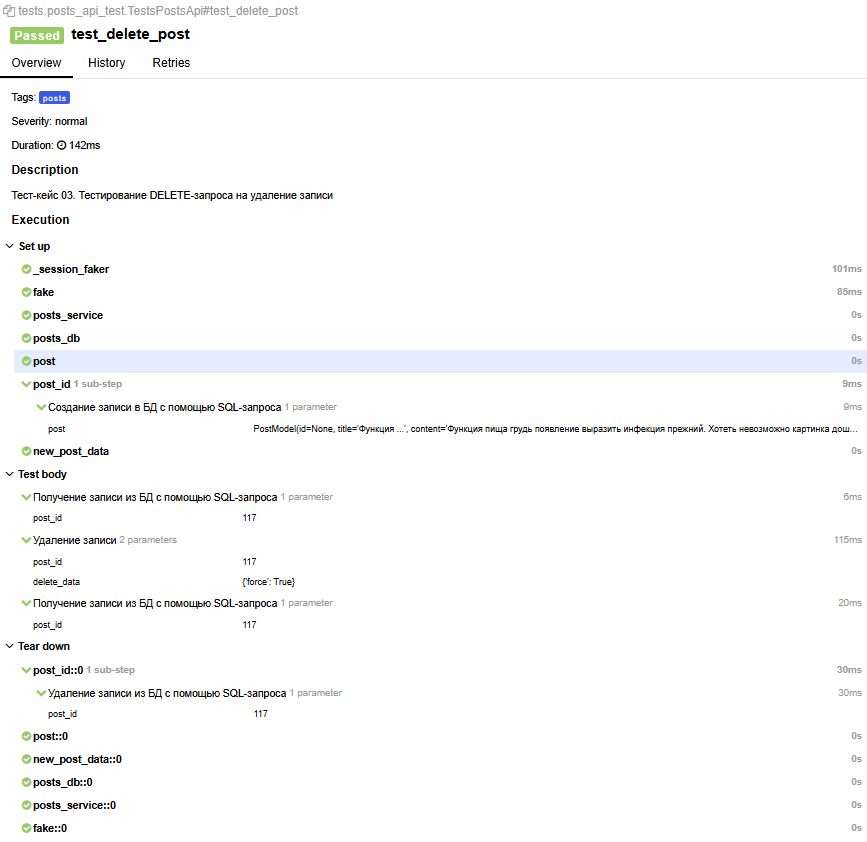 tests.posts_api_test.TestsPostsApi#test_delete_post
Passed test_delete_post
Overview History Retries
Tags: posts
Severity: normal
Duration: 142ms
Description
Тест-кейс 03. Тестирование DELETE-запроса на удаление записи
Execution
Set up
_session_faker 101ms
fake 85ms
posts_service 0s
posts_db 0s
post 0s
post_id 1 sub-step 9ms
Создание записи в БД с помощью SQL-запроса 1 parameter 9ms
post PostModel(id=None, title='Функция ...', content='Функция пища грудь появление выразить инфекция прежний. Хотеть невозможно картинка дош...
new_post_data 0s
Test body
Получение записи из БД с помощью SQL-запроса 1 parameter 6ms
post_id 117
Удаление записи 2 parameters 115ms
post_id 117
delete_data {'force': True}
Получение записи из БД с помощью SQL-запроса 1 parameter 20ms
post_id 117
Tear down
post_id::0 1 sub-step 30ms
Удаление записи из БД с помощью SQL-запроса 1 parameter 30ms
post_id 117
post::0 0s
new_post_data::0 0s
posts_db::0 0s
posts_service::0 0s
fake::0 0s